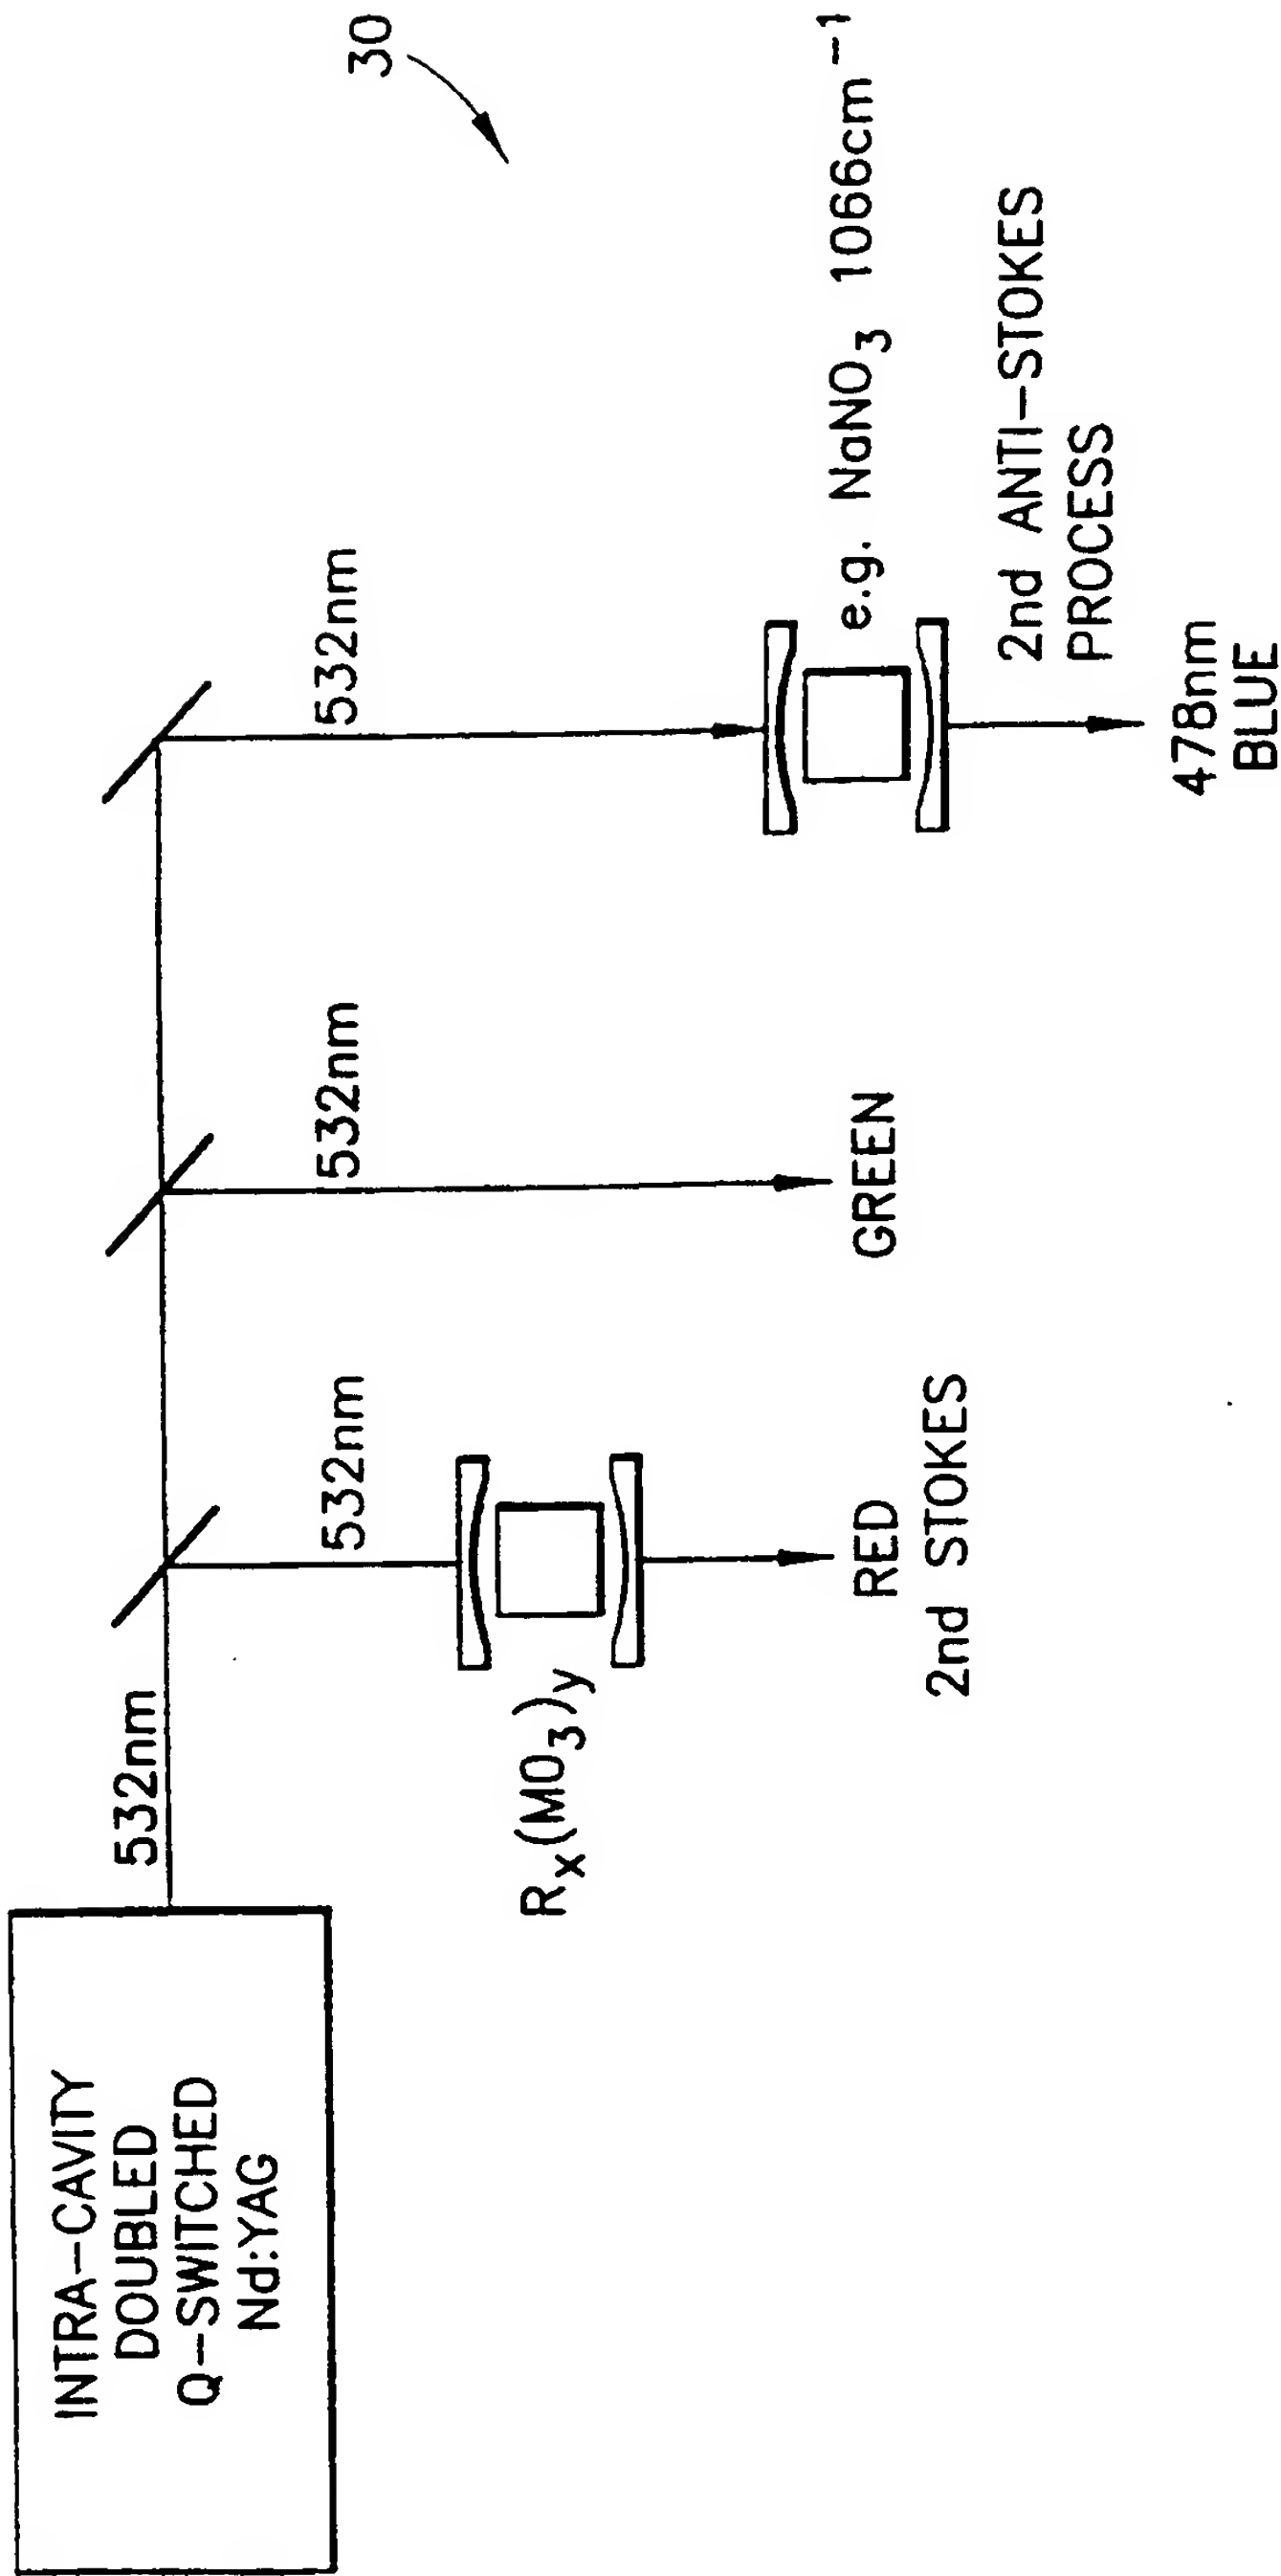 INTRA-CAVITY
DOUBLED
Q-SWITCHED
Nd:YAG
532nm
532nm
532nm
532nm
30
Rx(MO3)y
RED
2nd STOKES
GREEN
e.g. NaNO3 1066cm-1
2nd ANTI-STOKES
PROCESS
478nm
BLUE